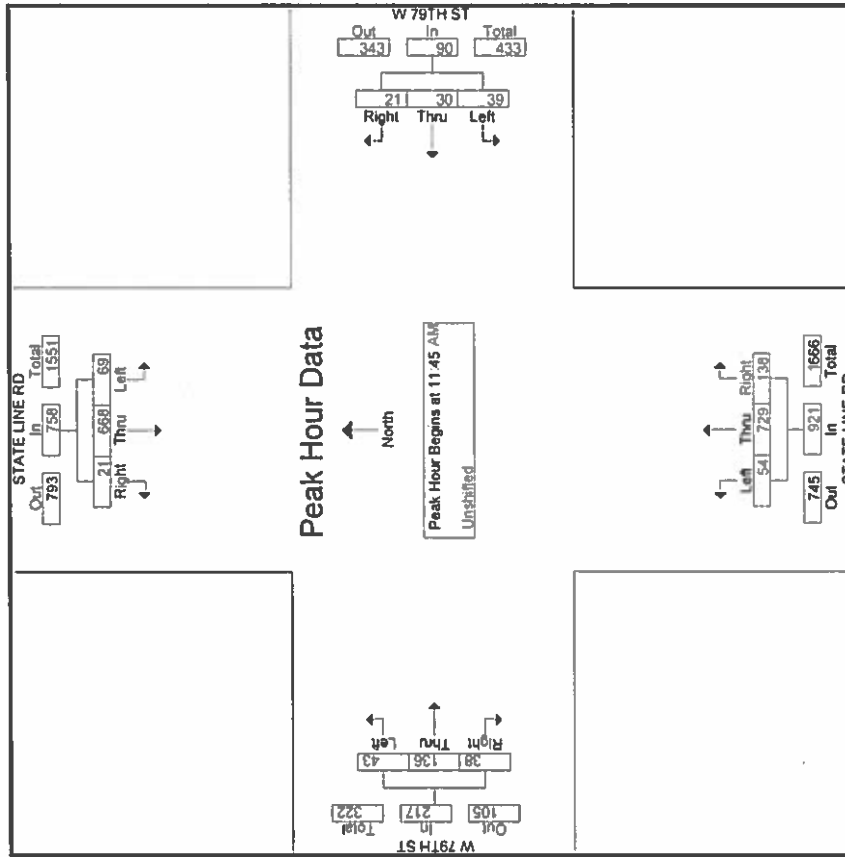 W 79TH ST
Out In Total
343 90 433
21 30 39
Right Thru Left
STATE LINE RD
Out In Total
793 758 1551
21 668 69
Right Thru Left
Peak Hour Data
North
Peak Hour Begins at 11:45 AM
Unshifted
Left Thru Right
54 729 138
745 921 1666
Out In Total
STATE LINE RD
Left Thru Right
43 136 38
322 217 105
Total In Out
W 79TH ST